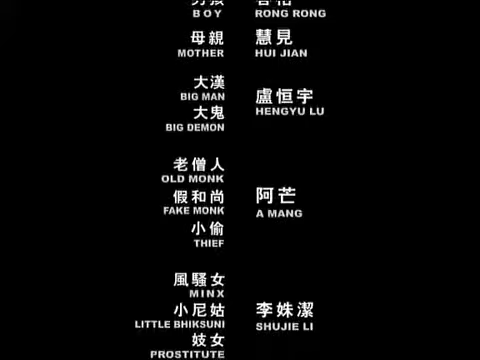 BOY
RONG RONG
母親
慧見
MOTHER
HUI JIAN
大漢
BIG MAN
盧恒宇
大鬼
HENGYU LU
BIG DEMON
老僧人
OLD MONK
假和尚
阿芒
FAKE MONK
A MANG
小偷
THIEF
風騷女
MINX
小尼姑
李姝潔
LITTLE BHIKSUNI
SHUJIE LI
妓女
PROSTITUTE